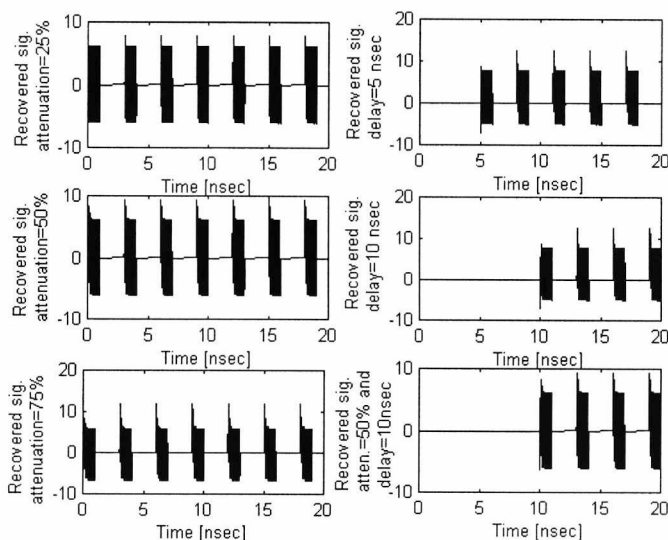 Recovered sig.
attenuation=25%
10
0
-10
0 5 10 15 20
Time [nsec]
Recovered sig.
delay=5 nsec
20
10
0
-10
0 5 10 15 20
Time [nsec]
Recovered sig.
attenuation=50%
10
0
-10
0 5 10 15 20
Time [nsec]
Recovered sig.
delay=10 nsec
20
10
0
-10
0 5 10 15 20
Time [nsec]
Recovered sig.
attenuation=75%
20
10
0
-10
0 5 10 15 20
Time [nsec]
Recovered sig.
atten.=50% and
delay=10nsec
10
0
-10
0 5 10 15 20
Time [nsec]